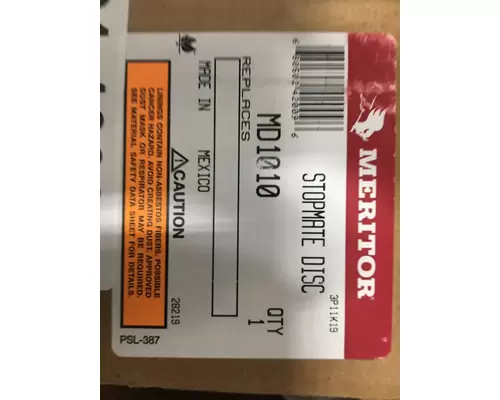 MERITOR
3P11K19
STOPMATE DISC
MD1010
QTY
1
REPLACES
MADE IN MEXICO
28219
⚠CAUTION
LININGS CONTAIN NON-ASBESTOS FIBERS. POSSIBLE
CANCER HAZARD. AVOID CREATING DUST. APPROVED
DUST MASK OR RESPIRATOR MAY BE REQUIRED.
SEE MATERIAL SAFETY DATA SHEET FOR DETAILS.
PSL-387